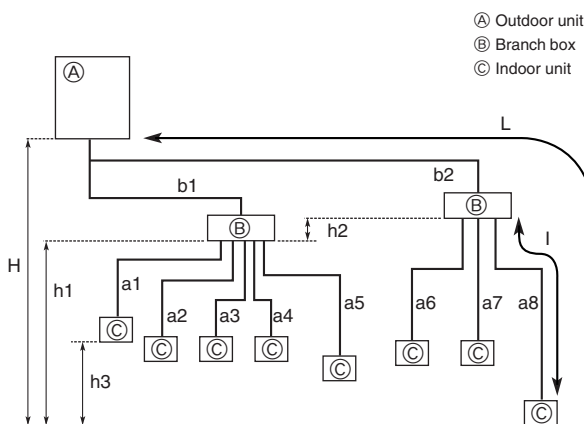 Ⓐ Outdoor unit
Ⓑ Branch box
Ⓒ Indoor unit
Ⓐ
L
b1
b2
Ⓑ
Ⓑ
h2
H
h1
a1
a2
a3
a4
a5
a6
a7
a8
l
Ⓒ
Ⓒ
Ⓒ
Ⓒ
Ⓒ
Ⓒ
Ⓒ
h3
Ⓒ